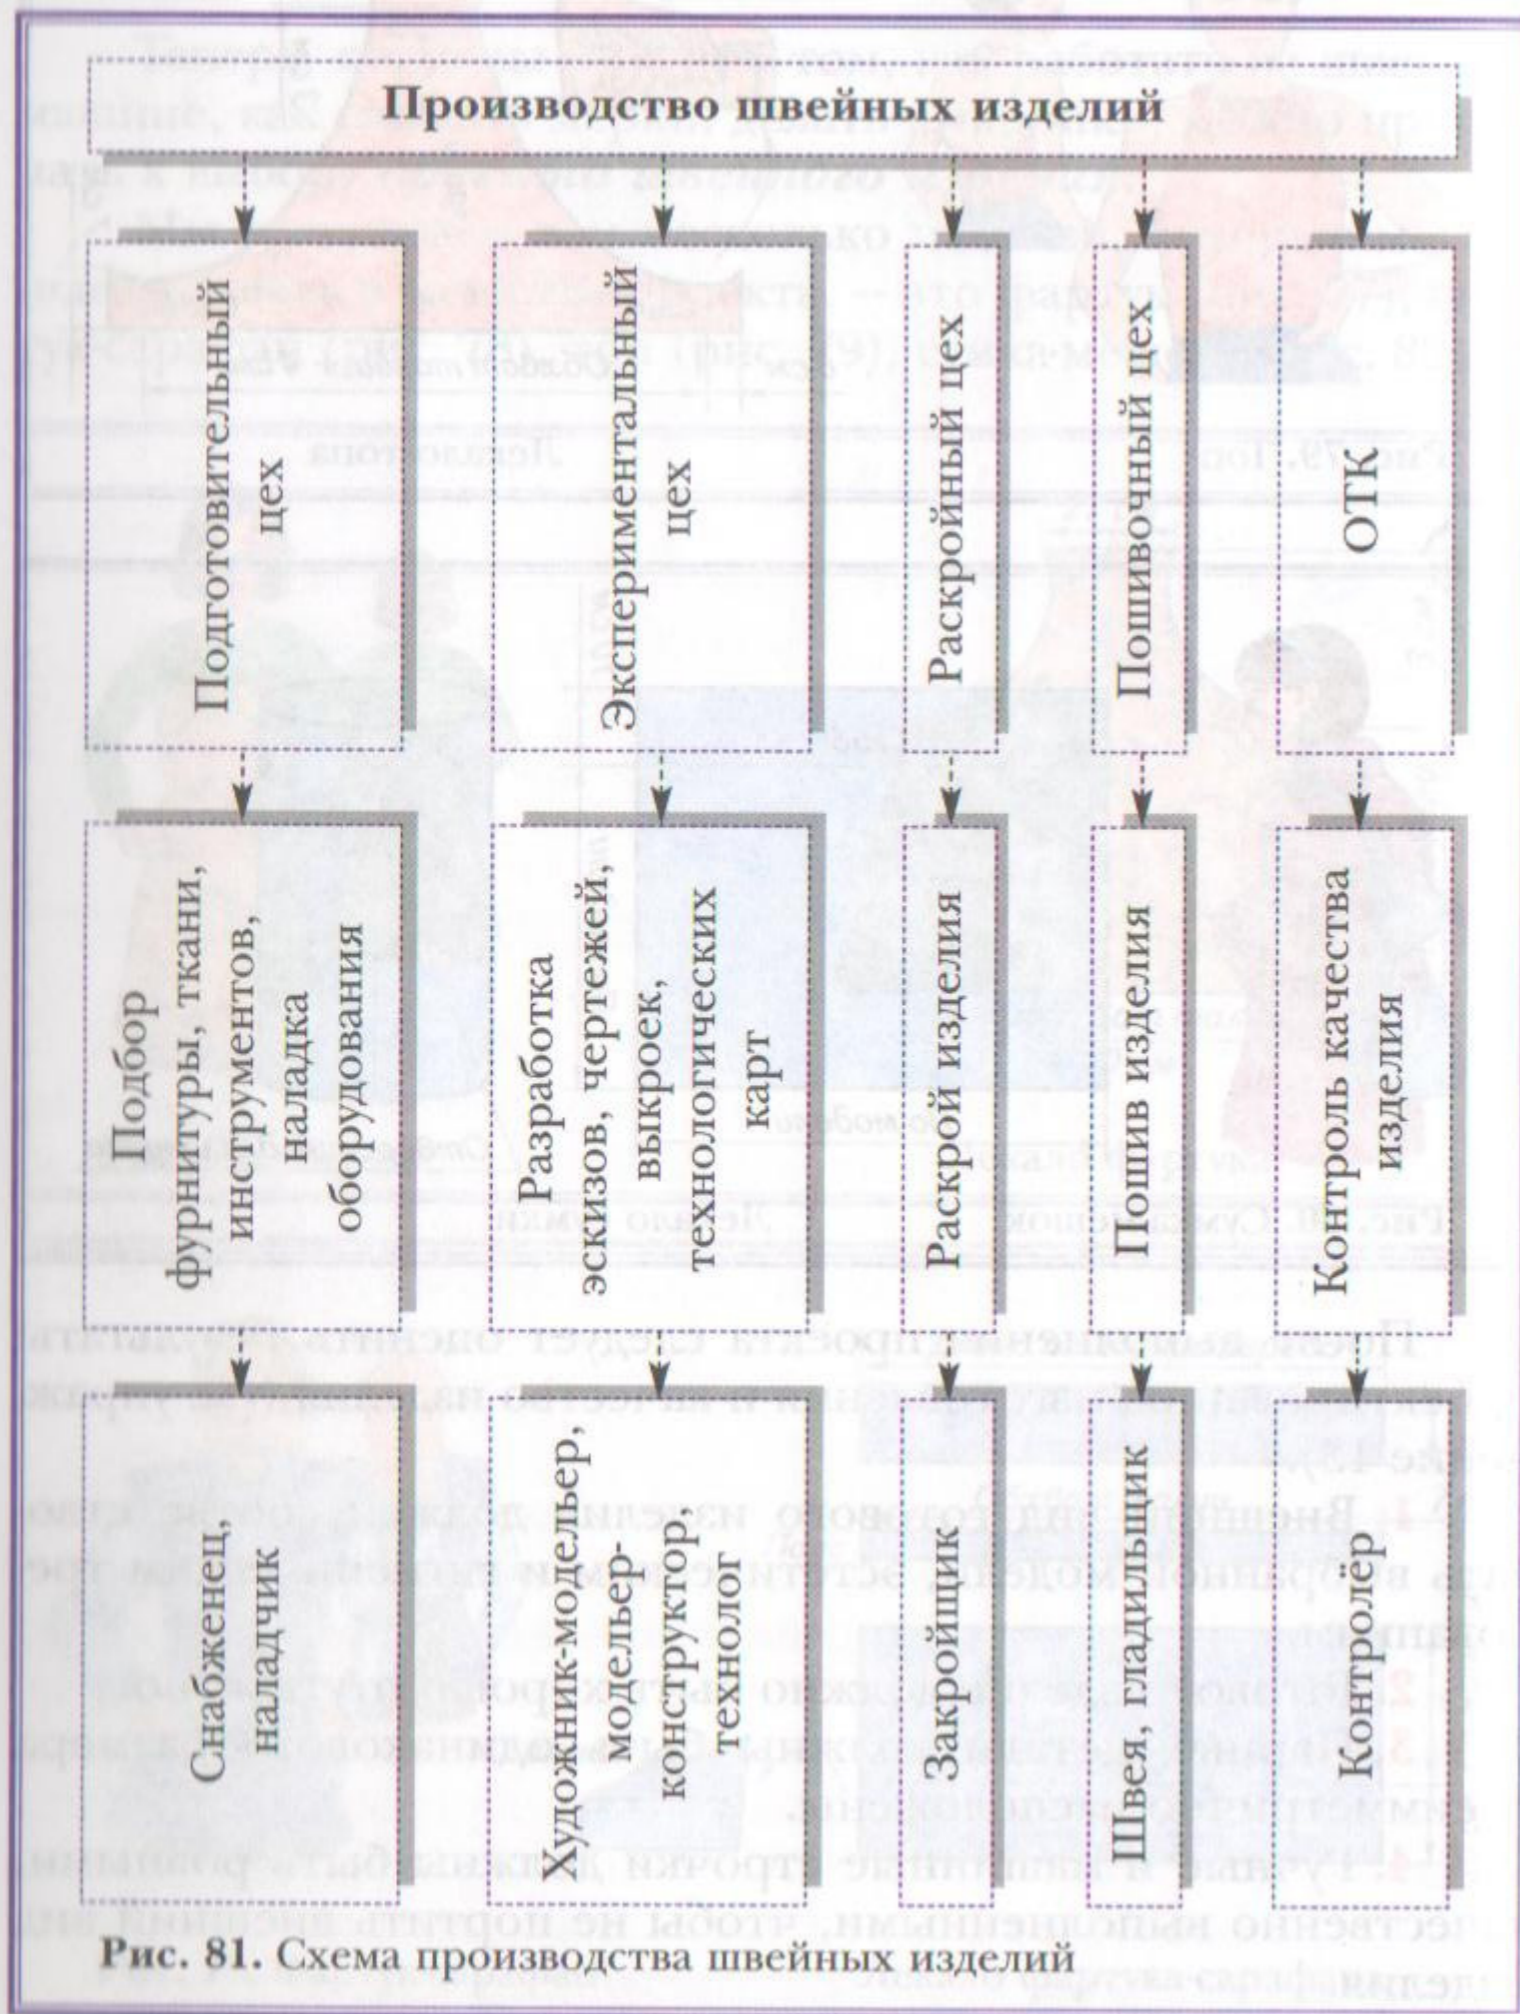 Производство швейных изделий
Подготовительный
цех
Экспериментальный
цех
Раскройный цех
Пошивочный цех
ОТК
Подбор
фурнитуры, ткани,
инструментов,
наладка
оборудования
Разработка
эскизов, чертежей,
выкроек,
технологических
карт
Раскрой изделия
Пошив изделия
Контроль качества
изделия
Снабженец,
наладчик
Художник-модельер,
модельер-
конструктор,
технолог
Закройщик
Швея, гладильщик
Контролёр
Рис. 81. Схема производства швейных изделий